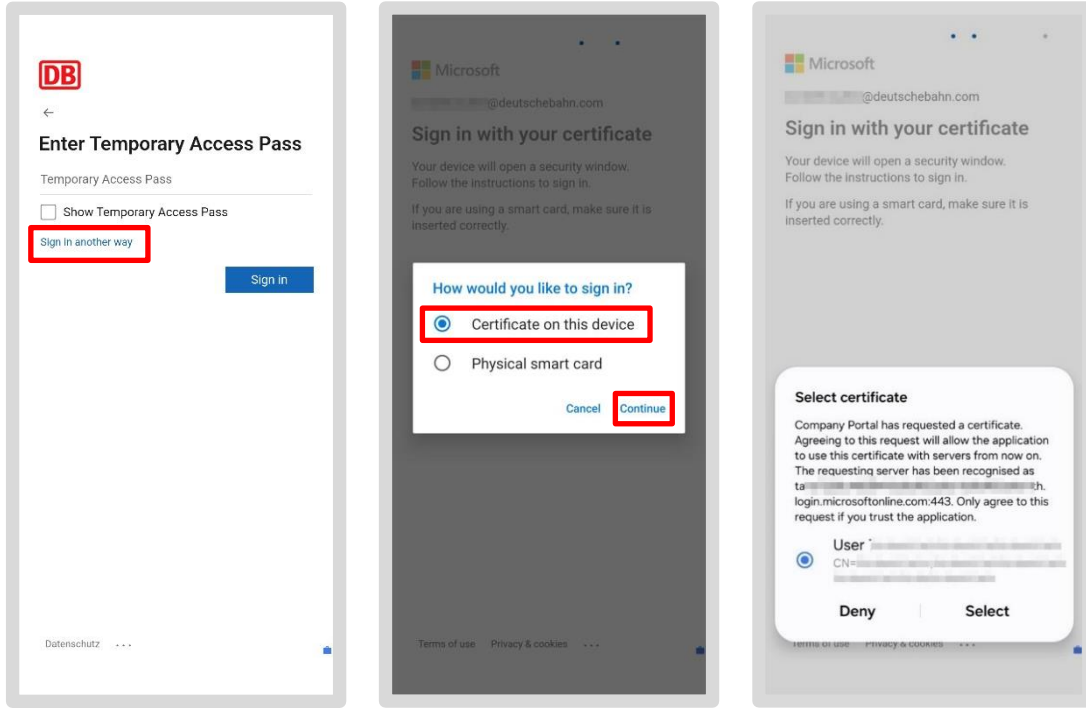 DB
Enter Temporary Access Pass
Temporary Access Pass
Show Temporary Access Pass
Sign in another way
Sign in
Datenschutz ...
Microsoft
@deutschebahn.com
Sign in with your certificate
Your device will open a security window.
Follow the instructions to sign in.
If you are using a smart card, make sure it is
inserted correctly.
How would you like to sign in?
Certificate on this device
Physical smart card
Cancel Continue
Terms of use Privacy & cookies ...
Microsoft
@deutschebahn.com
Sign in with your certificate
Your device will open a security window.
Follow the instructions to sign in.
If you are using a smart card, make sure it is
inserted correctly.
Select certificate
Company Portal has requested a certificate.
Agreeing to this request will allow the application
to use this certificate with servers from now on.
The requesting server has been recognised as
ta h.
login.microsoftonline.com:443. Only agree to this
request if you trust the application.
User
CN=
Deny Select
Terms of use Privacy & cookies ...